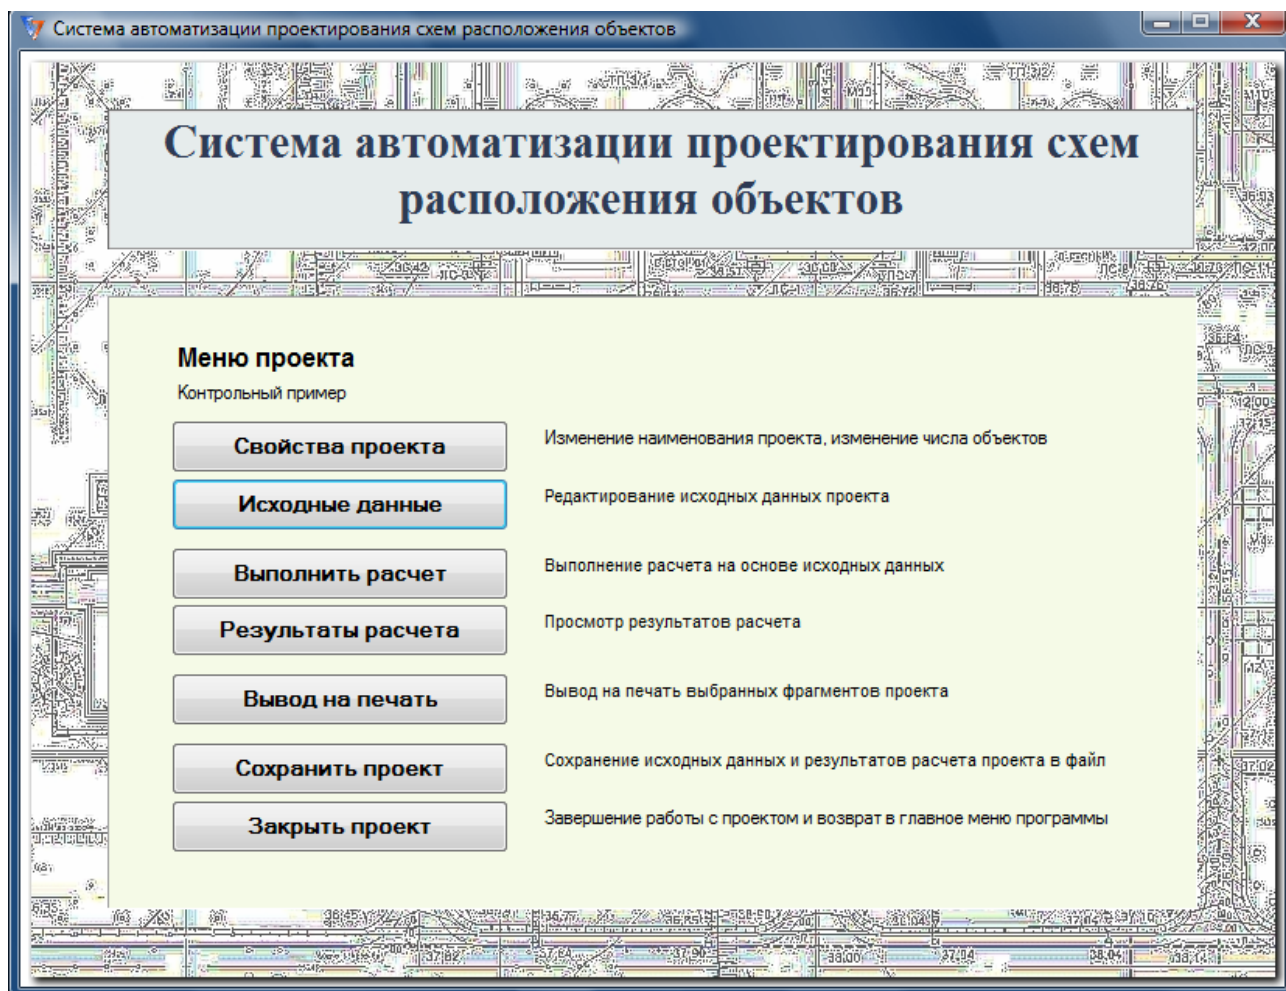 Система автоматизации проектирования схем расположения объектов
Система автоматизации проектирования схем
расположения объектов
Меню проекта
Контрольный пример
Свойства проекта
Изменение наименования проекта, изменение числа объектов
Исходные данные
Редактирование исходных данных проекта
Выполнить расчет
Выполнение расчета на основе исходных данных
Результаты расчета
Просмотр результатов расчета
Вывод на печать
Вывод на печать выбранных фрагментов проекта
Сохранить проект
Сохранение исходных данных и результатов расчета проекта в файл
Закрыть проект
Завершение работы с проектом и возврат в главное меню программы